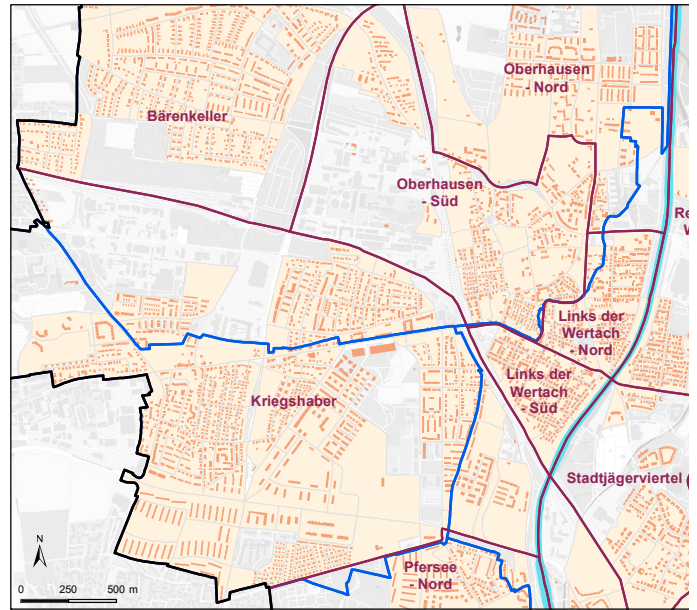 Oberhausen
- Nord
Bärenkeller
Oberhausen
- Süd
Re
W
Links der
Wertach
- Nord
Links der
Wertach
- Süd
Kriegshaber
Stadtjägerviertel
Pfersee
- Nord
N
0 250 500 m